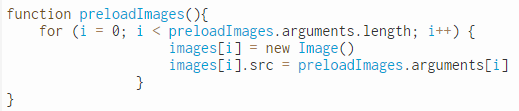 function preloadImages(){
for (i = 0; i < preloadImages.arguments.length; i++) {
images[i] = new Image()
images[i].src = preloadImages.arguments[i]
}
}